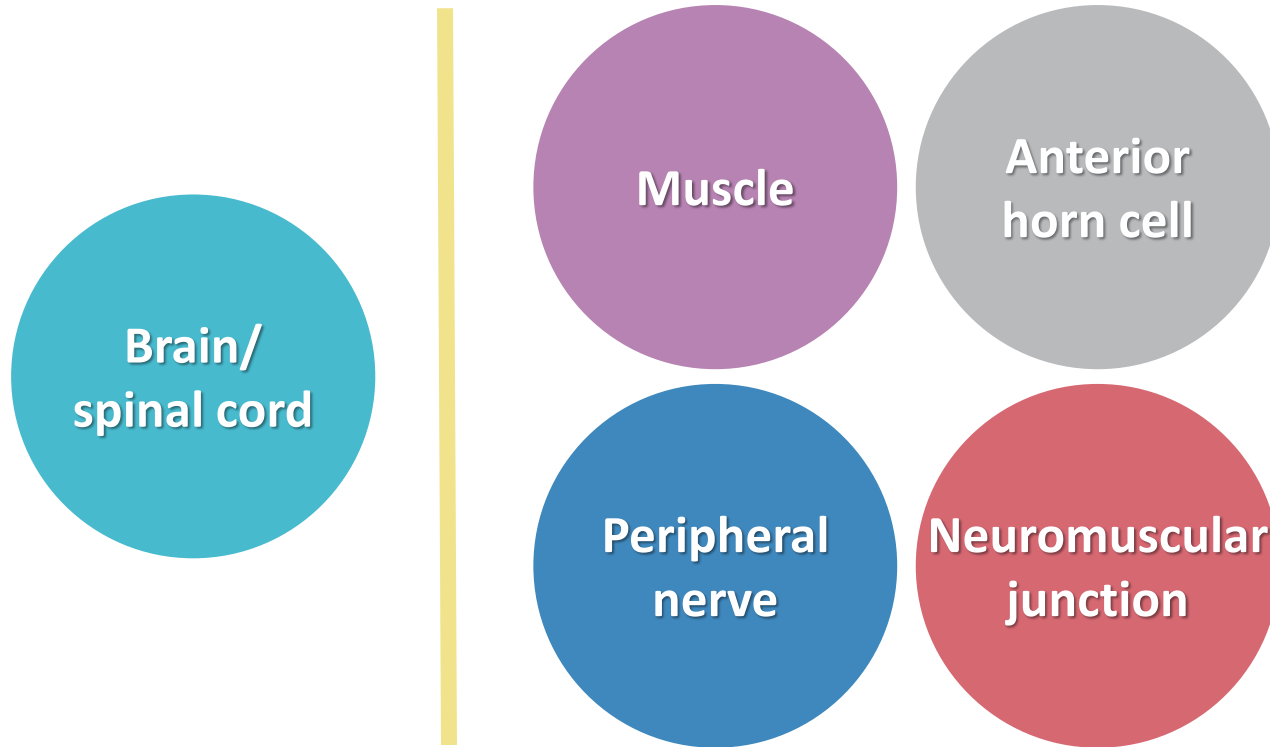 Brain/
spinal cord
Muscle
Anterior
horn cell
Peripheral
nerve
Neuromuscular
junction